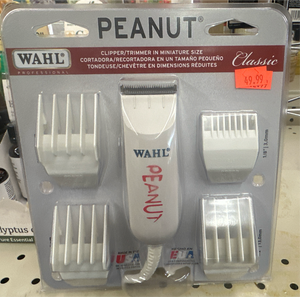 PEANUT
WAHL
PROFESSIONAL
CLIPPER/TRIMMER IN MINIATURE SIZE
CORTADORA/RECORTADORA EN UN TAMAÑO PEQUEÑO
TONDEUSE/CHEVÊTRE EN DIMENSIONS RÉDUITES
Classic
49.99
WAHL
PEANUT